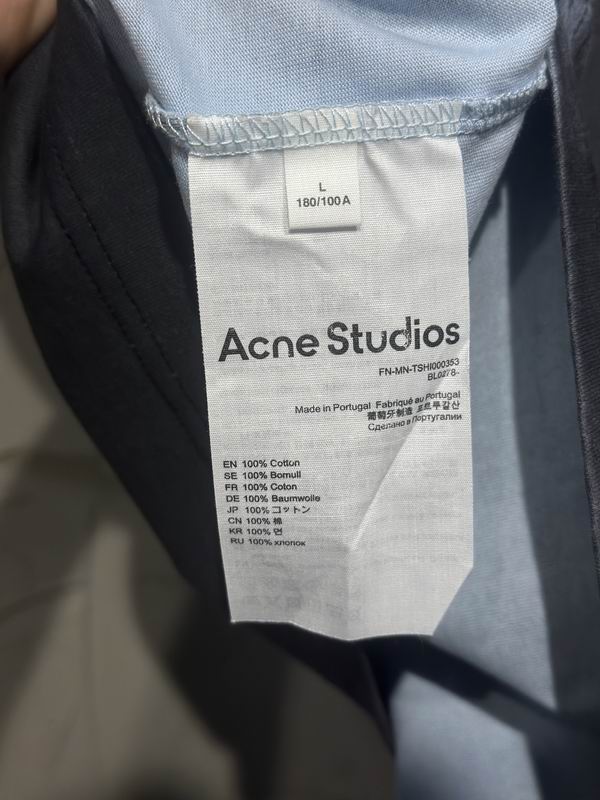 L
180/100A
Acne Studios
FN-MN-TSHI000353
BL0278-
Made in Portugal Fabriqué au Portugal
葡萄牙制造 포르투갈산
Сделано в Португалии
EN 100% Cotton
SE 100% Bomull
FR 100% Coton
DE 100% Baumwolle
JP 100% コットン
CN 100% 棉
KR 100% 면
RU 100% хлопок